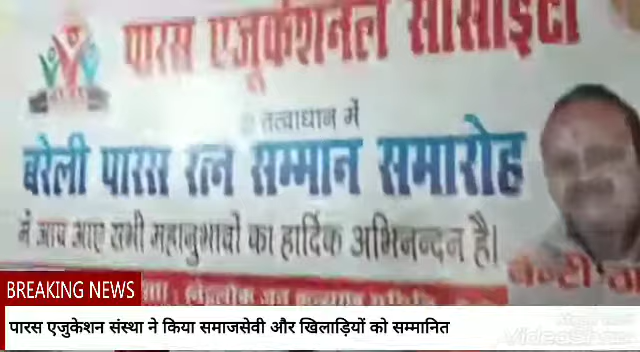 पारस एजूकेशनल सोसाइटी
तत्वाधान में
बरेली पारस रत्न सम्मान समारोह
में आप आए सभी महानुभावों का हार्दिक अभिनन्दन है।
BREAKING NEWS
पारस एजुकेशन संस्था ने किया समाजसेवी और खिलाड़ियों को सम्मानित